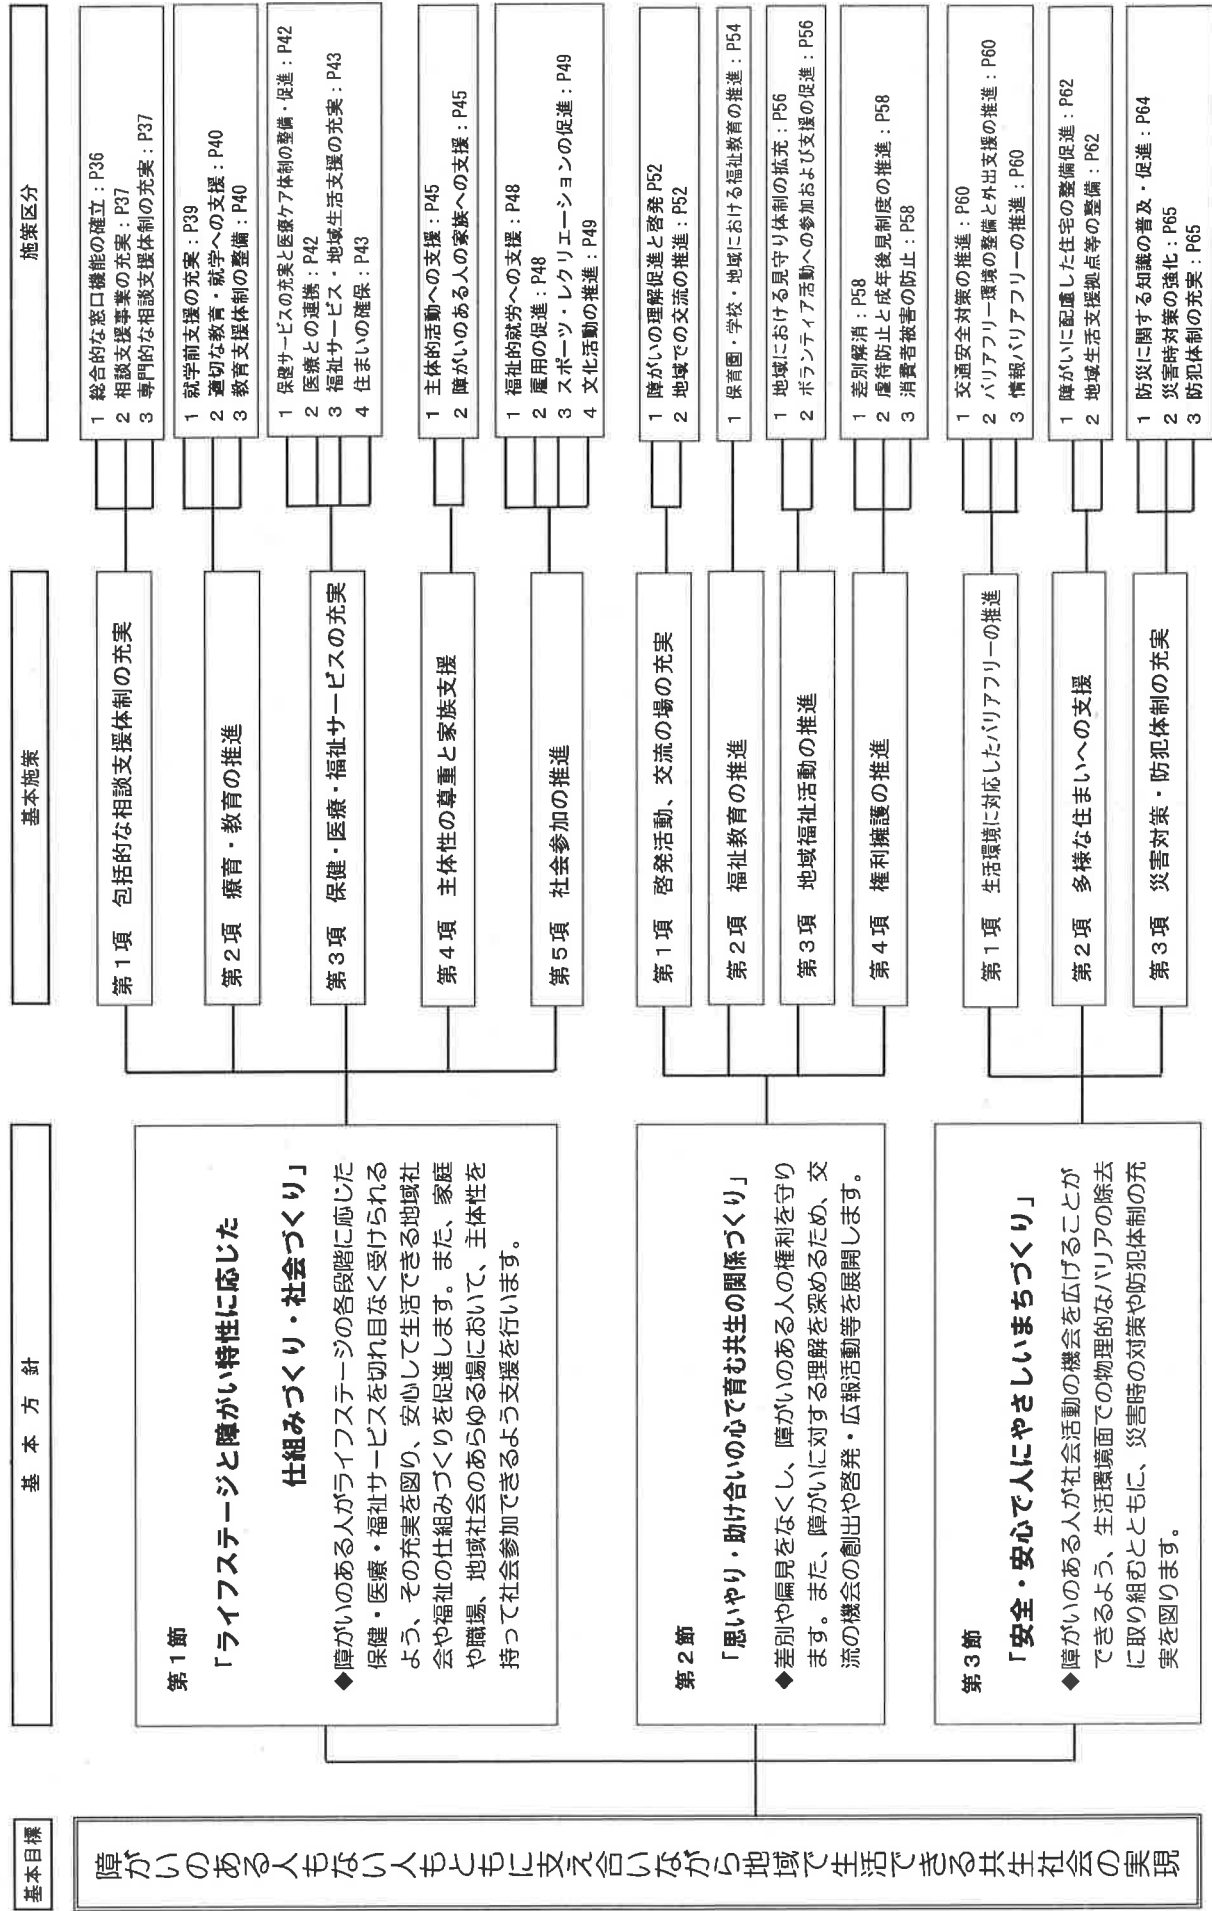 基本目標
障がいのある人もない人もともに支え合いながら地域で生活できる共生社会の実現
基本方針
第１節
「ライフステージと障がい特性に応じた
仕組みづくり・社会づくり」
◆障がいのある人がライフステージの各段階に応じた
保健・医療・福祉サービスを切れ目なく受けられる
よう、その充実を図り、安心して生活できる地域社
会や福祉の仕組みづくりを促進します。また、家庭
や職場、地域社会のあらゆる場において、主体性を
持って社会参加できるよう支援を行います。
第２節
「思いやり・助け合いの心で育む共生の関係づくり」
◆差別や偏見をなくし、障がいのある人の権利を守り
ます。また、障がいに対する理解を深めるため、交
流の機会の創出や啓発・広報活動等を展開します。
第３節
「安全・安心で人にやさしいまちづくり」
◆障がいのある人が社会活動の機会を広げることが
できるよう、生活環境面での物理的なバリアの除去
に取り組むとともに、災害時の対策や防犯体制の充
実を図ります。
基本施策
第１項　包括的な相談支援体制の充実
第２項　療育・教育の推進
第３項　保健・医療・福祉サービスの充実
第４項　主体性の尊重と家族支援
第５項　社会参加の推進
第１項　啓発活動、交流の場の充実
第２項　福祉教育の推進
第３項　地域福祉活動の推進
第４項　権利擁護の推進
第１項　生活環境に対応したバリアフリーの推進
第２項　多様な住まいへの支援
第３項　災害対策・防犯体制の充実
施策区分
1 総合的な窓口機能の確立：P36
2 相談支援事業の充実：P37
3 専門的な相談支援体制の充実：P37
1 就学前支援の充実：P39
2 適切な教育・就学への支援：P40
3 教育支援体制の整備：P40
1 保健サービスの充実と医療ケア体制の整備・促進：P42
2 医療との連携：P42
3 福祉サービス・地域生活支援の充実：P43
4 住まいの確保：P43
1 主体的活動への支援：P45
2 障がいのある人の家族への支援：P45
1 福祉的就労への支援：P48
2 雇用の促進：P48
3 スポーツ・レクリエーションの促進：P49
4 文化活動の推進：P49
1 障がいの理解促進と啓発 P52
2 地域での交流の推進：P52
1 保育園・学校・地域における福祉教育の推進：P54
1 地域における見守り体制の拡充：P56
2 ボランティア活動への参加および支援の促進：P56
1 差別解消：P58
2 虐待防止と成年後見制度の推進：P58
3 消費者被害の防止：P58
1 交通安全対策の推進：P60
2 バリアフリー環境の整備と外出支援の推進：P60
3 情報バリアフリーの推進：P60
1 障がいに配慮した住宅の整備促進：P62
2 地域生活支援拠点等の整備：P62
1 防災に関する知識の普及・促進：P64
2 災害時対策の強化：P65
3 防犯体制の充実：P65